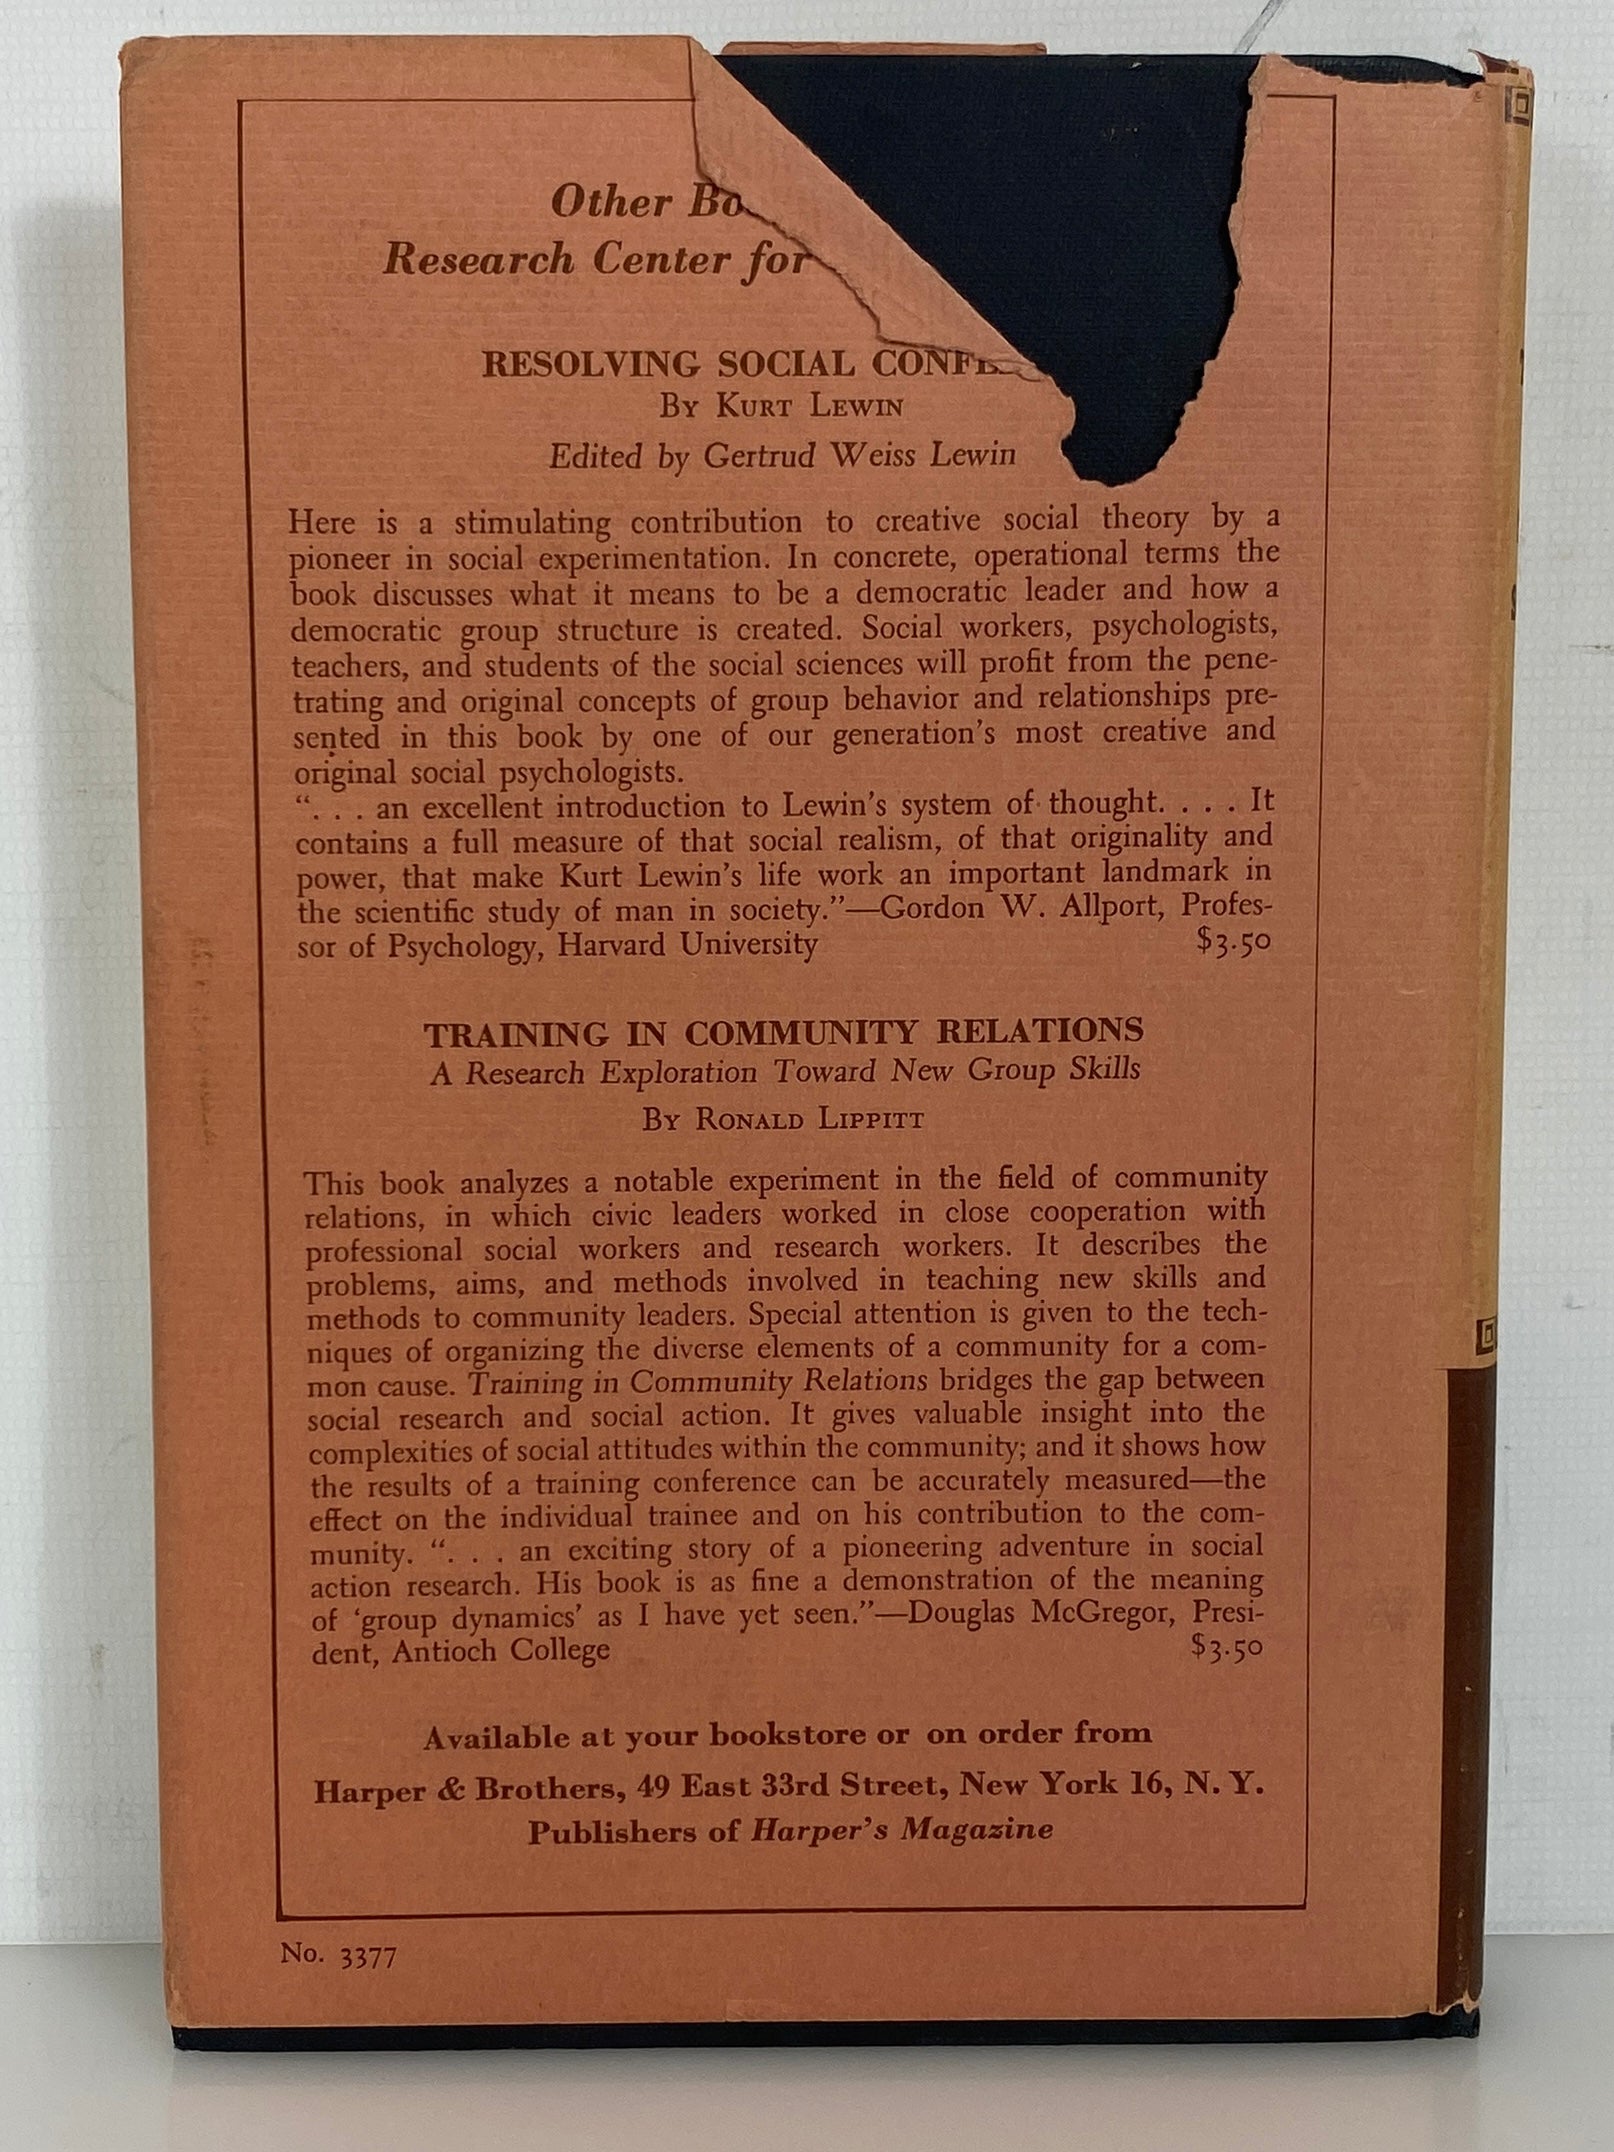 Other Bo
Research Center for
RESOLVING SOCIAL CONFL
By Kurt Lewin
Edited by Gertrud Weiss Lewin
Here is a stimulating contribution to creative social theory by a
pioneer in social experimentation. In concrete, operational terms the
book discusses what it means to be a democratic leader and how a
democratic group structure is created. Social workers, psychologists,
teachers, and students of the social sciences will profit from the pene-
trating and original concepts of group behavior and relationships pre-
sented in this book by one of our generation's most creative and
original social psychologists.
“. . . an excellent introduction to Lewin's system of thought. . . . It
contains a full measure of that social realism, of that originality and
power, that make Kurt Lewin's life work an important landmark in
the scientific study of man in society.”—Gordon W. Allport, Profes-
sor of Psychology, Harvard University $3.50
TRAINING IN COMMUNITY RELATIONS
A Research Exploration Toward New Group Skills
By Ronald Lippitt
This book analyzes a notable experiment in the field of community
relations, in which civic leaders worked in close cooperation with
professional social workers and research workers. It describes the
problems, aims, and methods involved in teaching new skills and
methods to community leaders. Special attention is given to the tech-
niques of organizing the diverse elements of a community for a com-
mon cause. Training in Community Relations bridges the gap between
social research and social action. It gives valuable insight into the
complexities of social attitudes within the community; and it shows how
the results of a training conference can be accurately measured—the
effect on the individual trainee and on his contribution to the com-
munity. “. . . an exciting story of a pioneering adventure in social
action research. His book is as fine a demonstration of the meaning
of ‘group dynamics’ as I have yet seen.”—Douglas McGregor, Presi-
dent, Antioch College $3.50
Available at your bookstore or on order from
Harper & Brothers, 49 East 33rd Street, New York 16, N. Y.
Publishers of Harper's Magazine
No. 3377